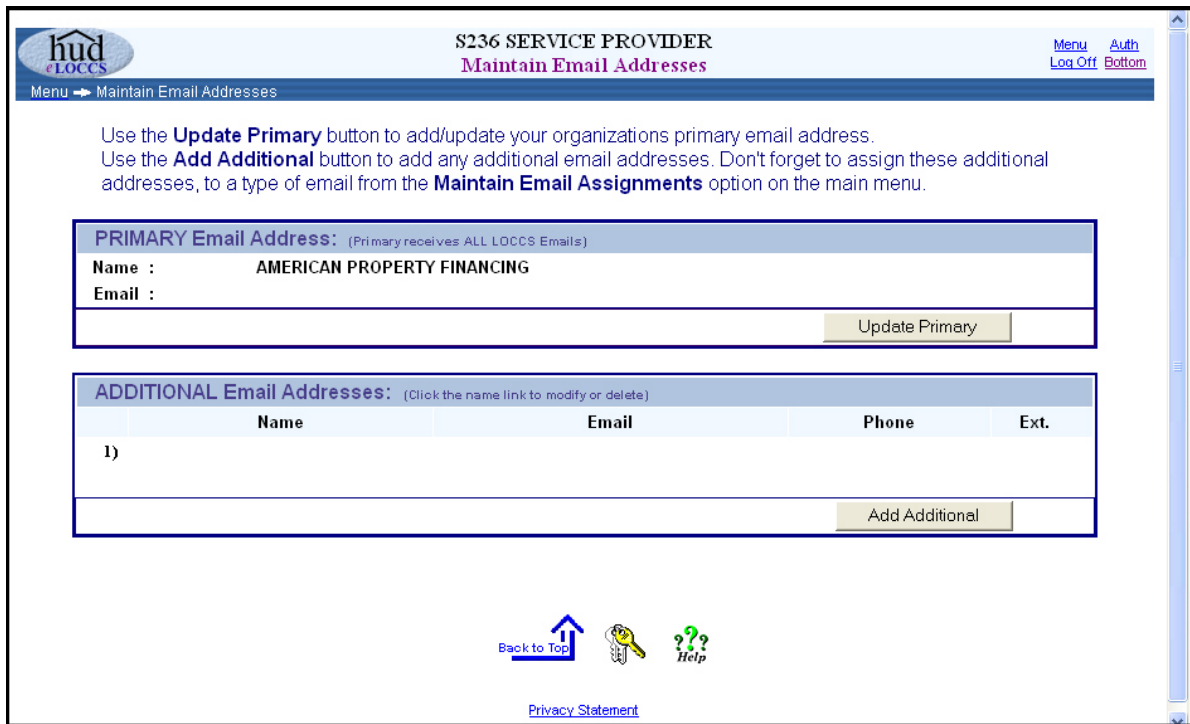 hud
eLOCCS
S236 SERVICE PROVIDER
Maintain Email Addresses
Menu Auth
Log Off Bottom
Menu Maintain Email Addresses
Use the Update Primary button to add/update your organizations primary email address.
Use the Add Additional button to add any additional email addresses. Don't forget to assign these additional
addresses, to a type of email from the Maintain Email Assignments option on the main menu.
PRIMARY Email Address: (Primary receives ALL LOCCS Emails)
Name : AMERICAN PROPERTY FINANCING
Email :
Update Primary
ADDITIONAL Email Addresses: (Click the name link to modify or delete)
Name Email Phone Ext.
1)
Add Additional
Back to Top
???
Help
Privacy Statement